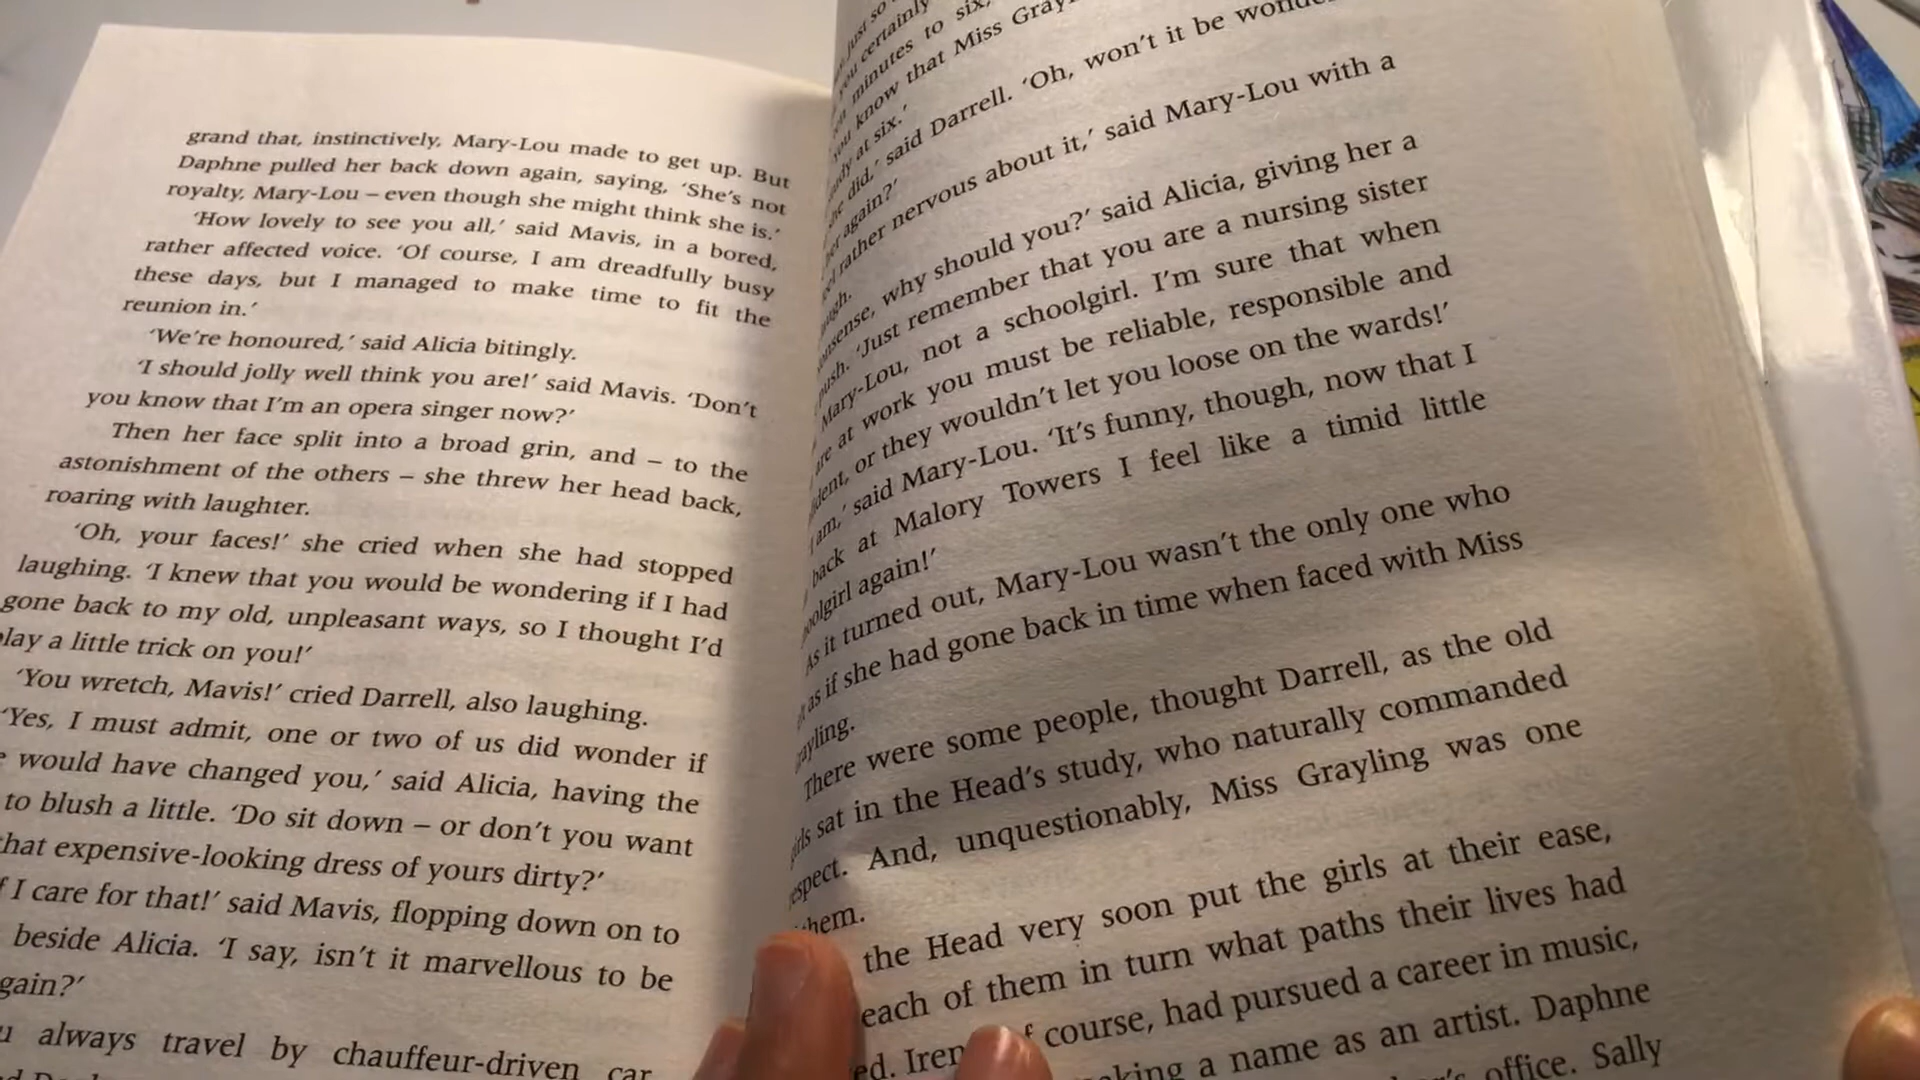 grand that, instinctively, Mary-Lou made to get up. But
Daphne pulled her back down again, saying, ‘She’s not
royalty, Mary-Lou – even though she might think she is.’
‘How lovely to see you all,’ said Mavis, in a bored,
rather affected voice. ‘Of course, I am dreadfully busy
these days, but I managed to make time to fit the
reunion in.’
‘We’re honoured,’ said Alicia bitingly.
‘I should jolly well think you are!’ said Mavis. ‘Don’t
you know that I’m an opera singer now?’
Then her face split into a broad grin, and – to the
astonishment of the others – she threw her head back,
roaring with laughter.
‘Oh, your faces!’ she cried when she had stopped
laughing. ‘I knew that you would be wondering if I had
gone back to my old, unpleasant ways, so I thought I’d
play a little trick on you!’
‘You wretch, Mavis!’ cried Darrell, also laughing.
‘Yes, I must admit, one or two of us did wonder if
would have changed you,’ said Alicia, having the
to blush a little. ‘Do sit down – or don’t you want
that expensive-looking dress of yours dirty?’
I care for that!’ said Mavis, flopping down on to
beside Alicia. ‘I say, isn’t it marvellous to be
again?’
always travel by chauffeur-driven car
just so
you certainly
minutes to six,
you know that Miss
at six.’
she did,’ said Darrell. ‘Oh, won’t it be
her again?’
feel rather nervous about it,’ said Mary-Lou with a
laugh.
nonsense, why should you?’ said Alicia, giving her a
push. ‘Just remember that you are a nursing sister
Mary-Lou, not a schoolgirl. I’m sure that when
are at work you must be reliable, responsible and
or they wouldn’t let you loose on the wards!’
I am,’ said Mary-Lou. ‘It’s funny, though, now that I
back at Malory Towers I feel like a timid little
again!’
As it turned out, Mary-Lou wasn’t the only one who
as if she had gone back in time when faced with Miss
There were some people, thought Darrell, as the old
girls sat in the Head’s study, who naturally commanded
respect. And, unquestionably, Miss Grayling was one
them.
the Head very soon put the girls at their ease,
each of them in turn what paths their lives had
course, had pursued a career in music,
a name as an artist. Daphne
office. Sally